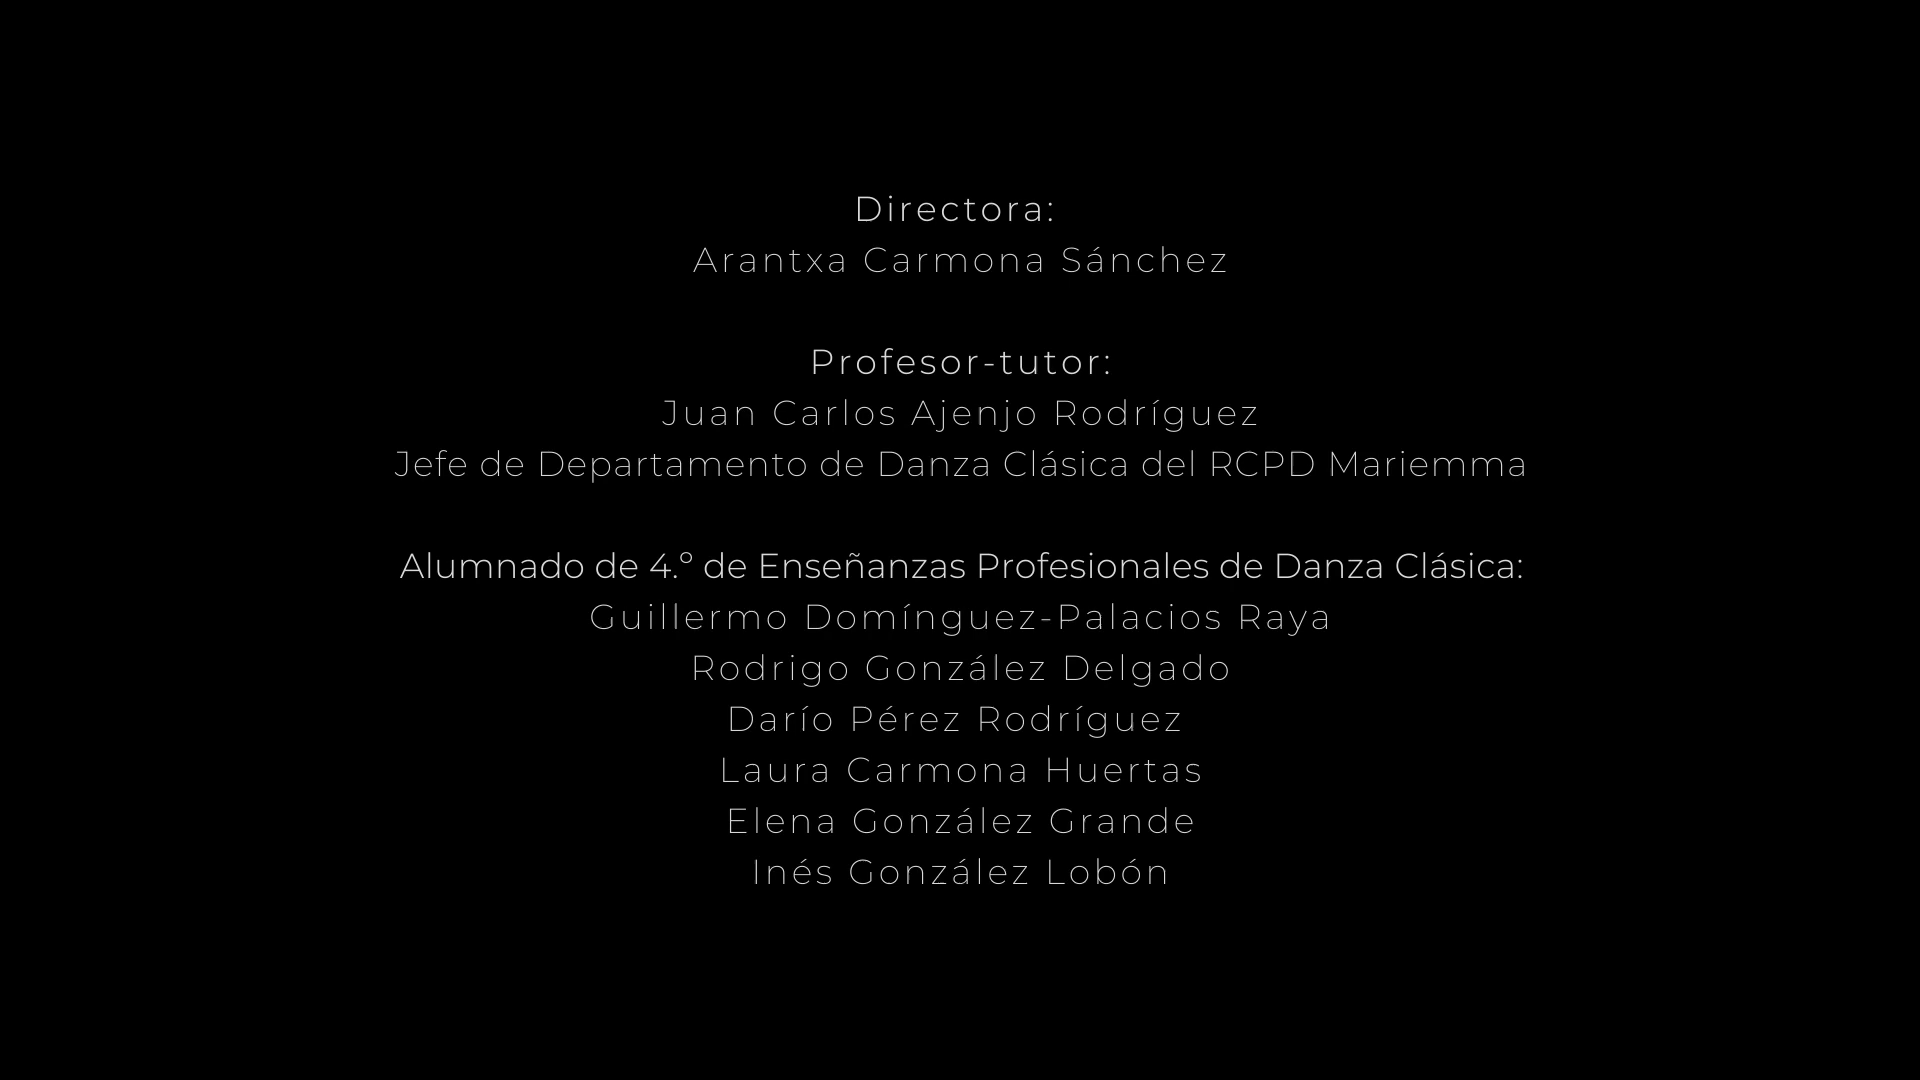 Directora:
Arantxa Carmona Sánchez
Profesor-tutor:
Juan Carlos Ajenjo Rodríguez
Jefe de Departamento de Danza Clásica del RCPD Mariemma
Alumnado de 4.º de Enseñanzas Profesionales de Danza Clásica:
Guillermo Domínguez-Palacios Raya
Rodrigo González Delgado
Darío Pérez Rodríguez
Laura Carmona Huertas
Elena González Grande
Inés González Lobón